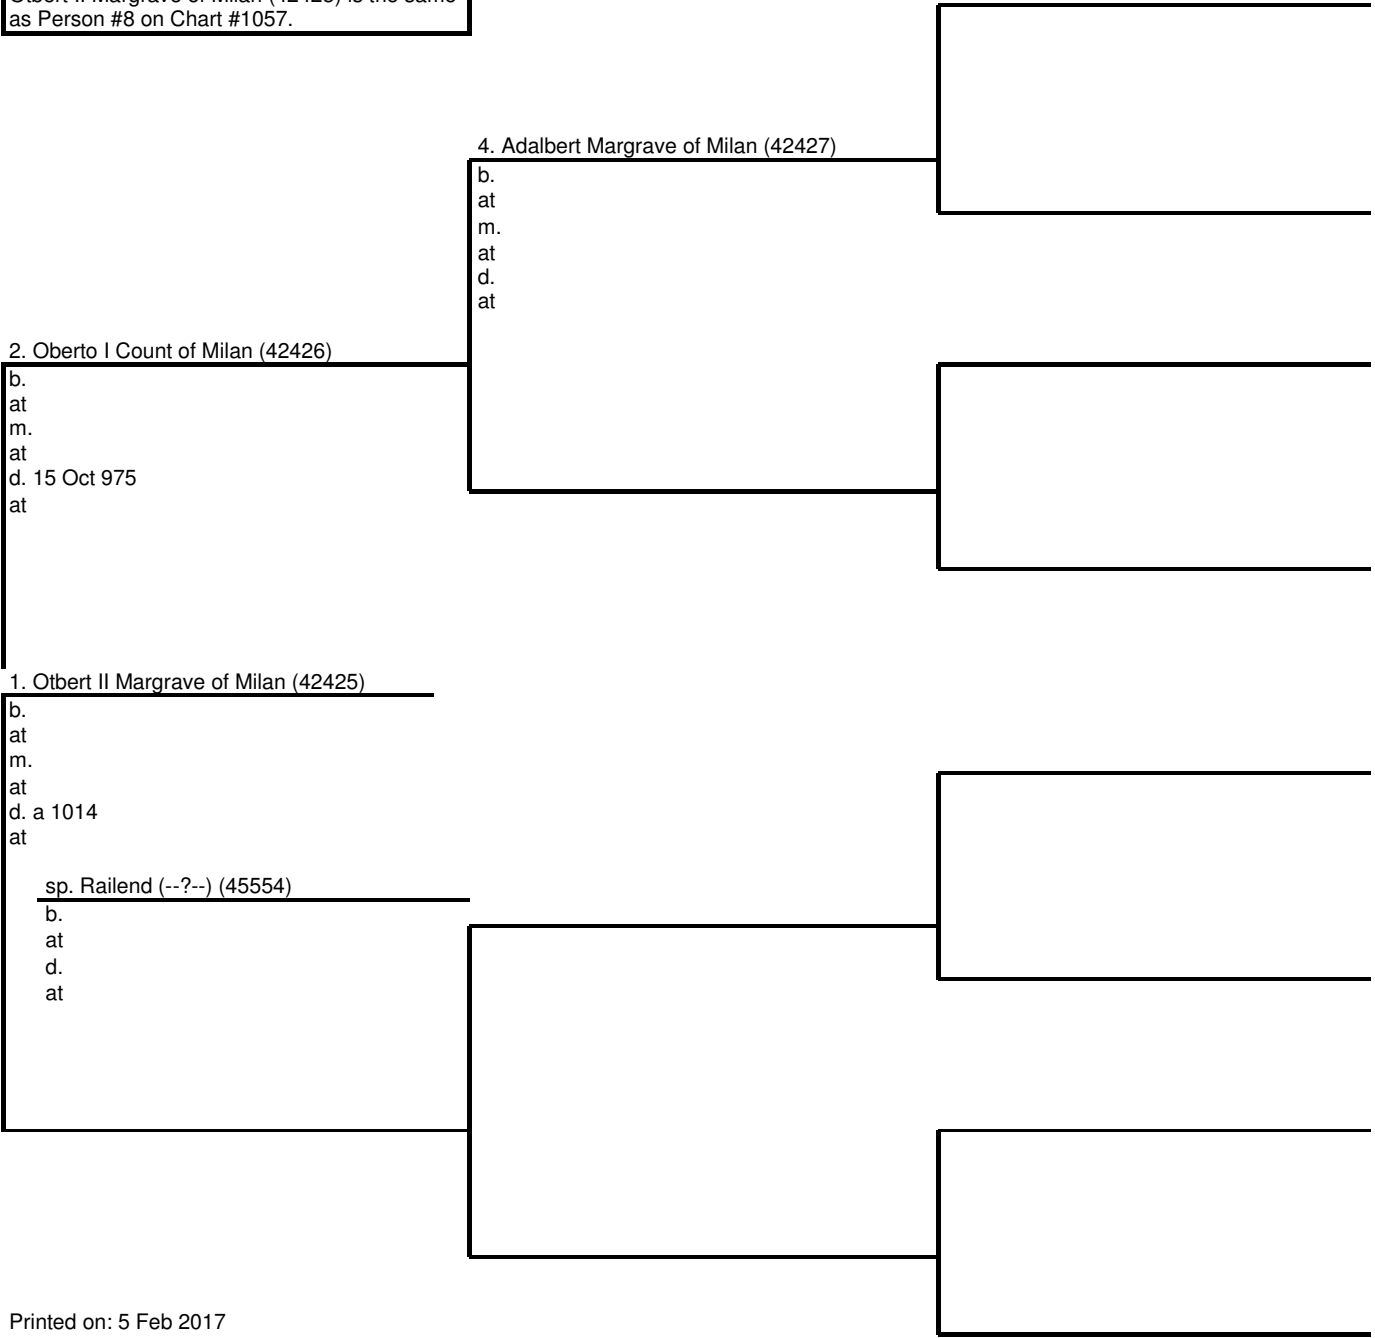 as Person #8 on Chart #1057.
4. Adalbert Margrave of Milan (42427)
b.
at
m.
at
d.
at
2. Oberto I Count of Milan (42426)
b.
at
m.
at
d. 15 Oct 975
at
1. Otbert II Margrave of Milan (42425)
b.
at
m.
at
d. a 1014
at
sp. Railend (--?--) (45554)
b.
at
d.
at
Printed on: 5 Feb 2017